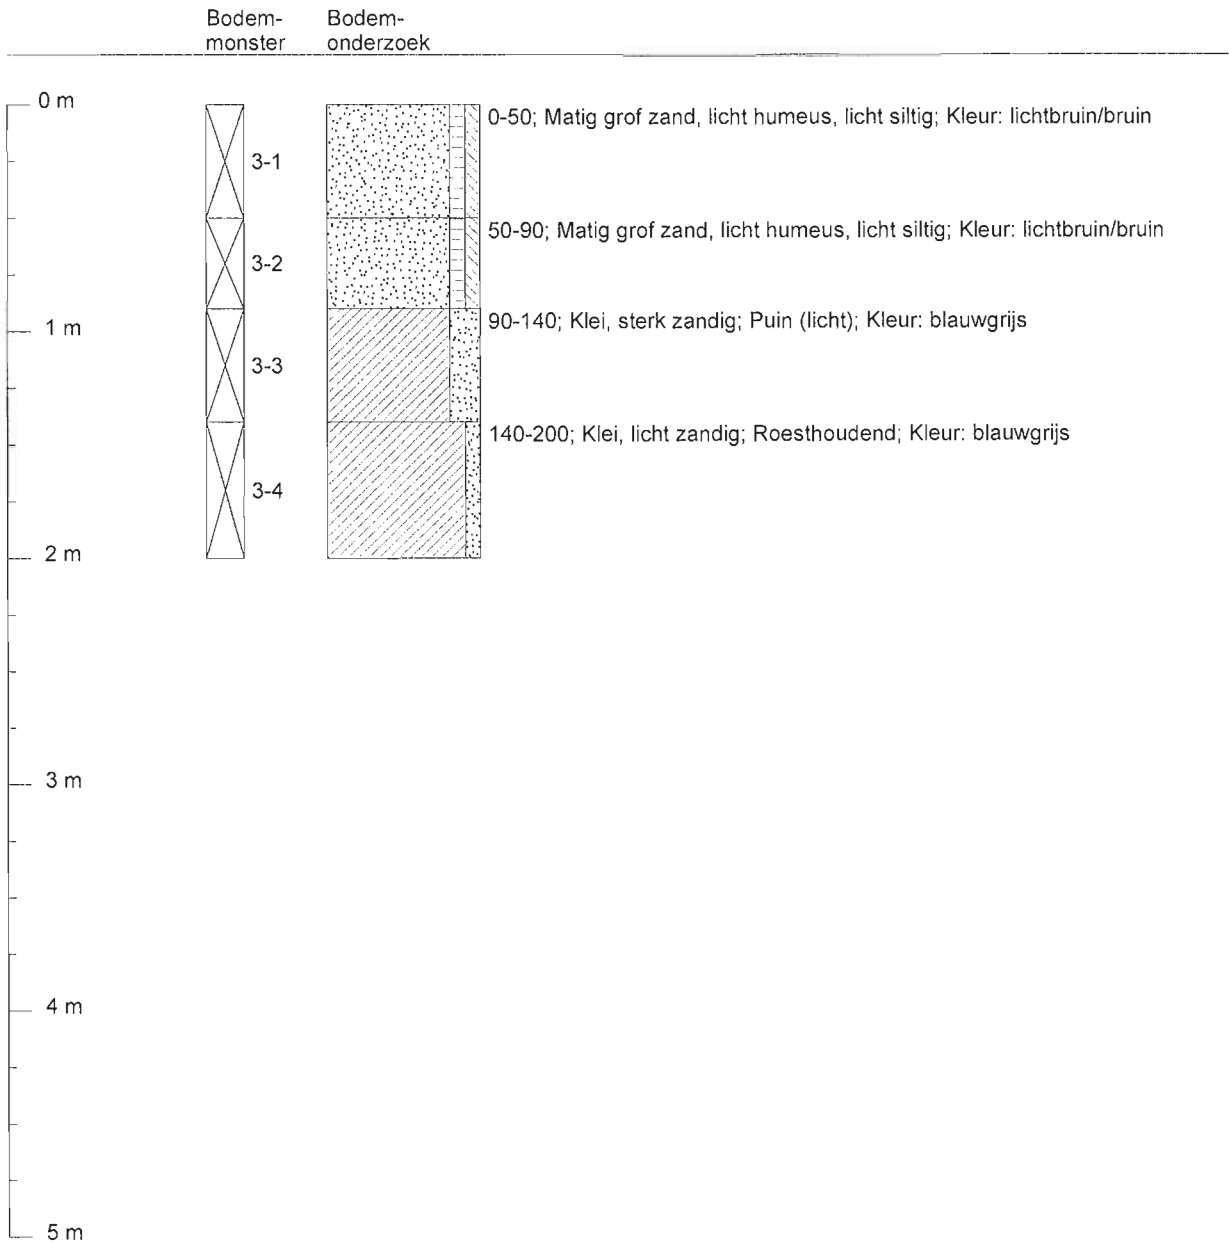 Bodem- Bodem-
monster onderzoek
0 m
0-50; Matig grof zand, licht humeus, licht siltig; Kleur: lichtbruin/bruin
3-1
50-90; Matig grof zand, licht humeus, licht siltig; Kleur: lichtbruin/bruin
3-2
90-140; Klei, sterk zandig; Puin (licht); Kleur: blauwgrijs
1 m
3-3
140-200; Klei, licht zandig; Roesthoudend; Kleur: blauwgrijs
3-4
2 m
3 m
4 m
5 m